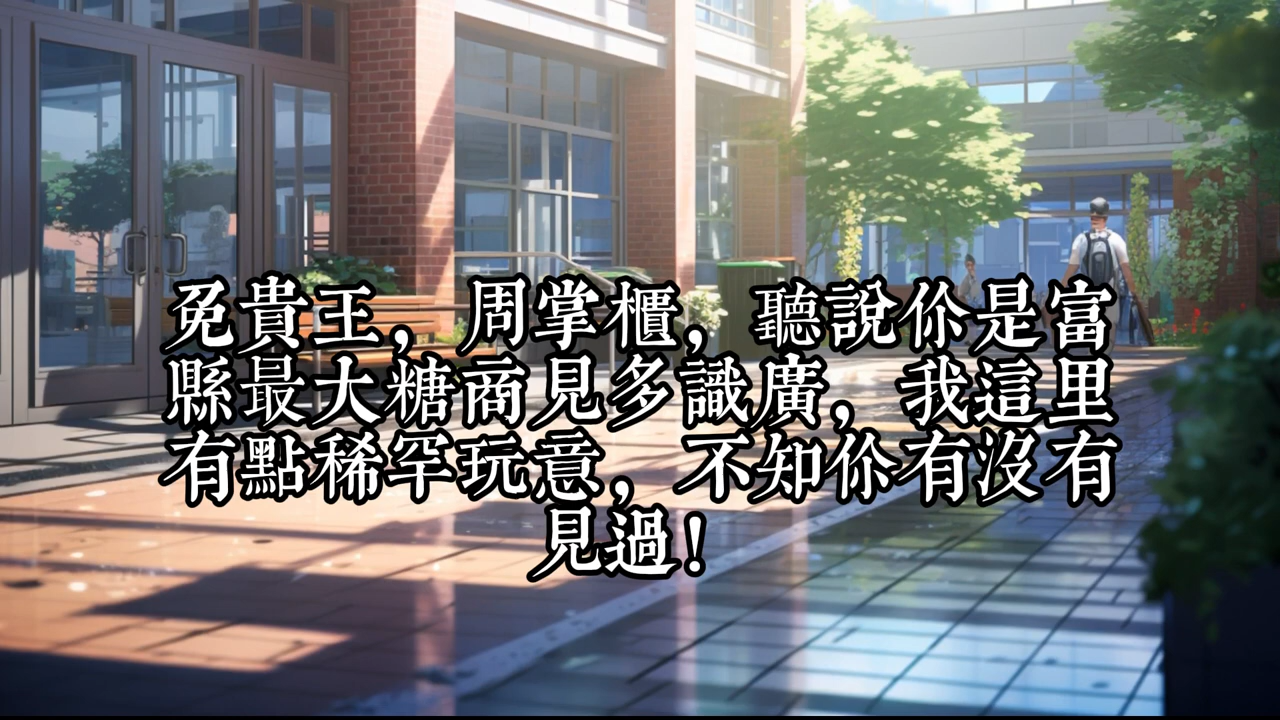 免貴王，周掌櫃，聽説你是富
縣最大糖商見多識廣，我這里
有點稀罕玩意，不知你有沒有
見過！